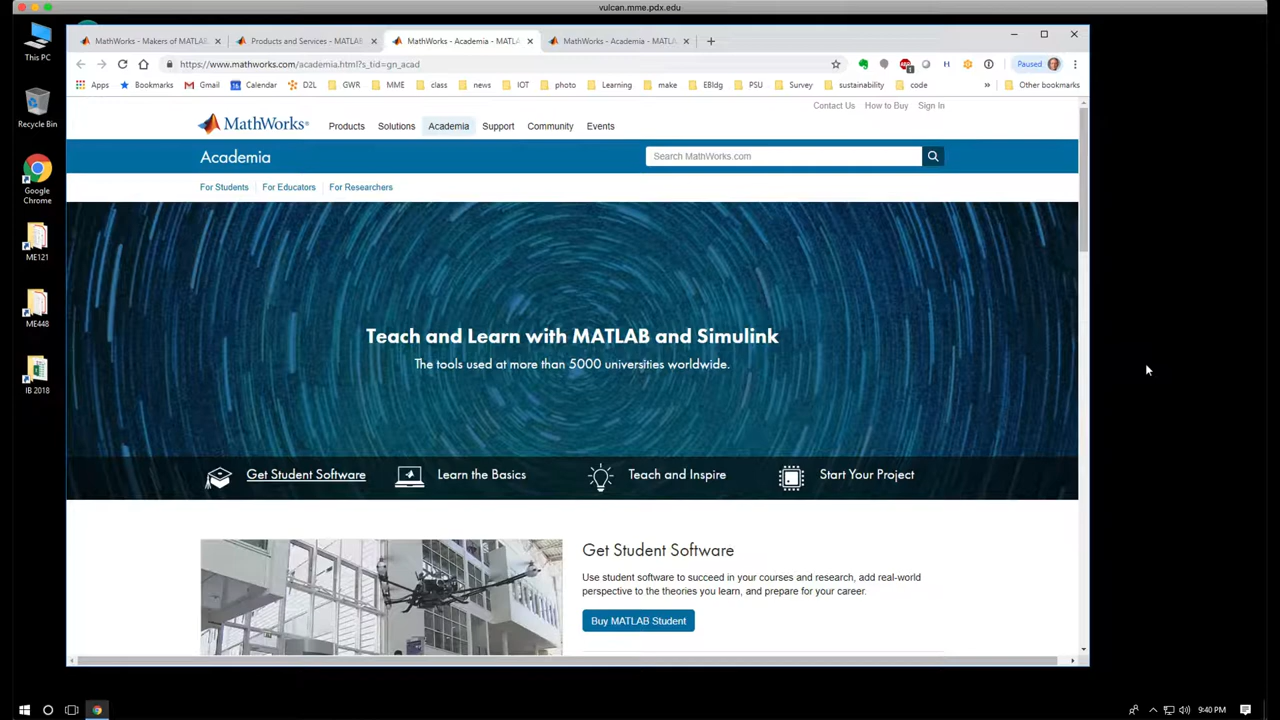 vulcan.mme.pdx.edu
This PC
Recycle Bin
Google
Chrome
ME121
ME448
IB 2018
MathWorks - Makers of MATLAB
Products and Services - MATLAB
MathWorks - Academia - MATLA
MathWorks - Academia - MATLA
https://www.mathworks.com/academia.html?s_tid=gn_acad
Paused
Apps Bookmarks Gmail Calendar D2L GWR MME class news IOT photo Learning make EBldg PSU Survey sustainability code » Other bookmarks
Contact Us How to Buy Sign In
MathWorks® Products Solutions Academia Support Community Events
Academia
Search MathWorks.com
For Students For Educators For Researchers
Teach and Learn with MATLAB and Simulink
The tools used at more than 5000 universities worldwide.
Get Student Software Learn the Basics Teach and Inspire Start Your Project
Get Student Software
Use student software to succeed in your courses and research, add real-world
perspective to the theories you learn, and prepare for your career.
Buy MATLAB Student
9:40 PM